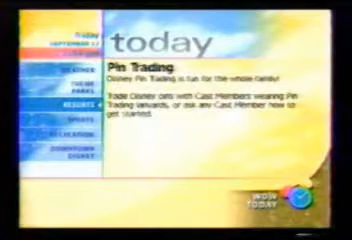 Friday
SEPTEMBER 17
today
Pin Trading
Disney Pin Trading is fun for the whole family!
Trade Disney pins with Cast Members wearing Pin
Trading lanyards, or ask any Cast Member how to
get started.
WEATHER
THEME
PARKS
RESORTS
SPORTS
RECREATION
DOWNTOWN
DISNEY
WDW
TODAY